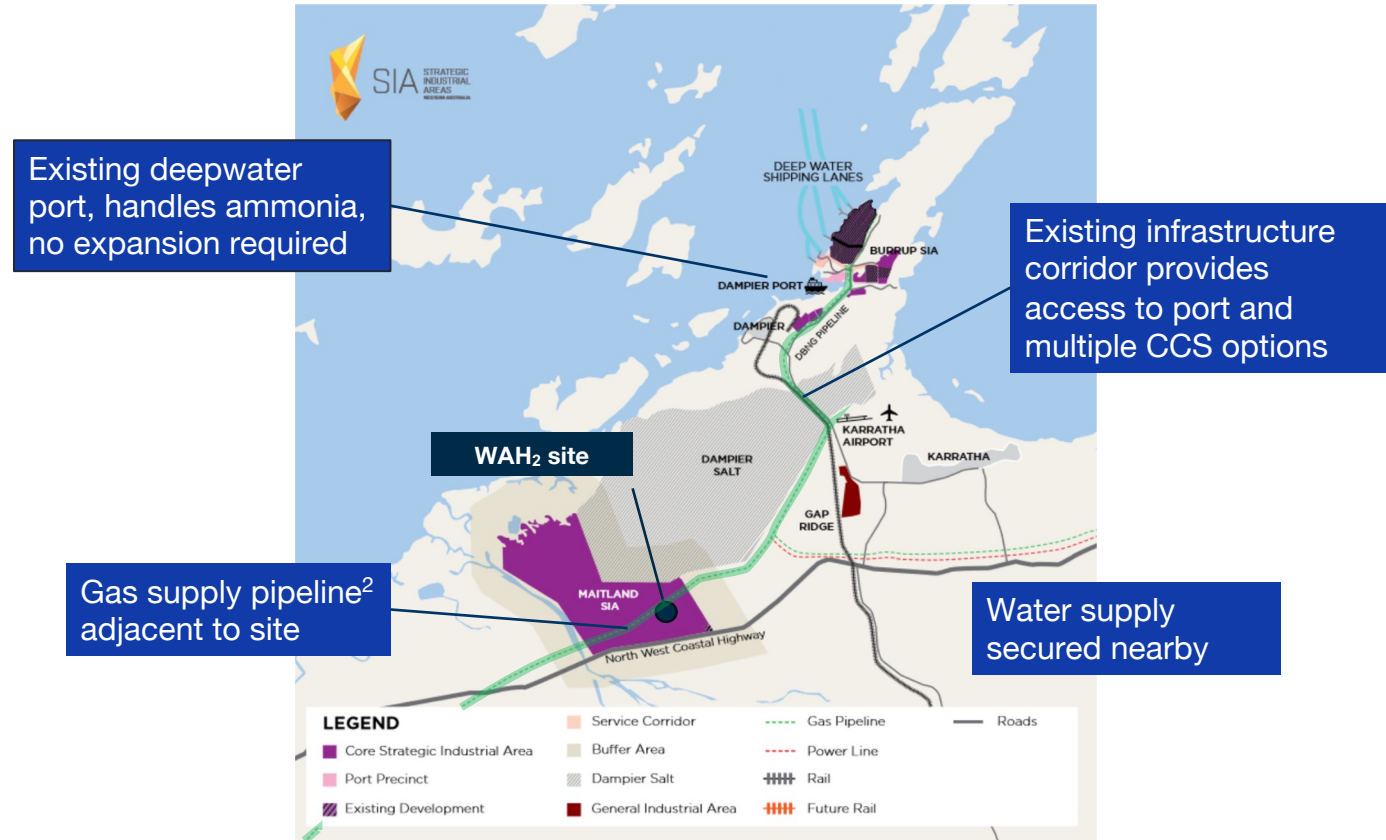 SIA
STRATEGIC
INDUSTRIAL
AREAS
WESTERN AUSTRALIA
Existing deepwater
port, handles ammonia,
no expansion required
DEEP WATER
SHIPPING LANES
BURRUP SIA
Existing infrastructure
corridor provides
access to port and
multiple CCS options
DAMPIER PORT
DAMPIER
DBNG PIPELINE
KARRATHA
AIRPORT
KARRATHA
WAH₂ site
DAMPIER
SALT
GAP
RIDGE
Gas supply pipeline²
adjacent to site
MAITLAND
SIA
North West Coastal Highway
Water supply
secured nearby
LEGEND
Core Strategic Industrial Area
Port Precinct
Existing Development
Service Corridor
Buffer Area
Dampier Salt
General Industrial Area
Gas Pipeline
Power Line
Rail
Future Rail
Roads